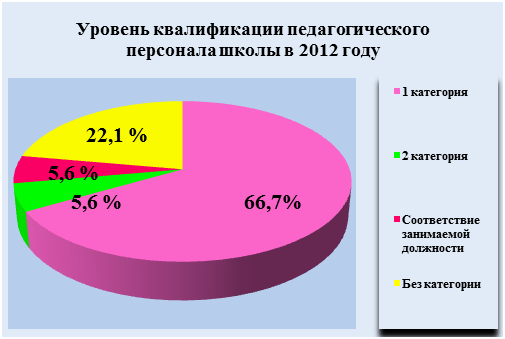 Уровень квалификации педагогического
персонала школы в 2012 году
22,1 %
5,6 %
5,6 %
66,7%
1 категория
2 категория
Соответствие
занимаемой
должности
Без категории